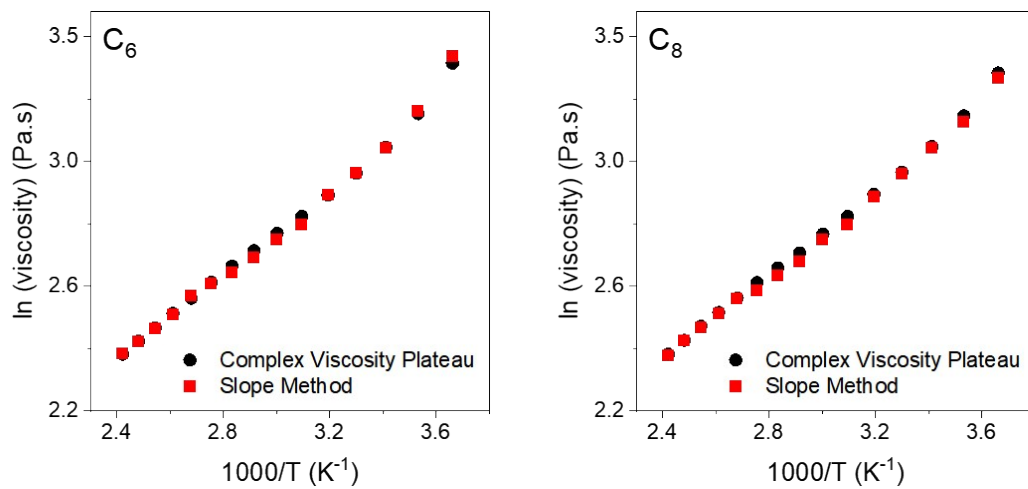 C₆
3.5
3.0
2.6
2.2
ln (viscosity) (Pa.s)
2.4 2.8 3.2 3.6
1000/T (K⁻¹)
Complex Viscosity Plateau
Slope Method
C₈
3.5
3.0
2.6
2.2
ln (viscosity) (Pa.s)
2.4 2.8 3.2 3.6
1000/T (K⁻¹)
Complex Viscosity Plateau
Slope Method